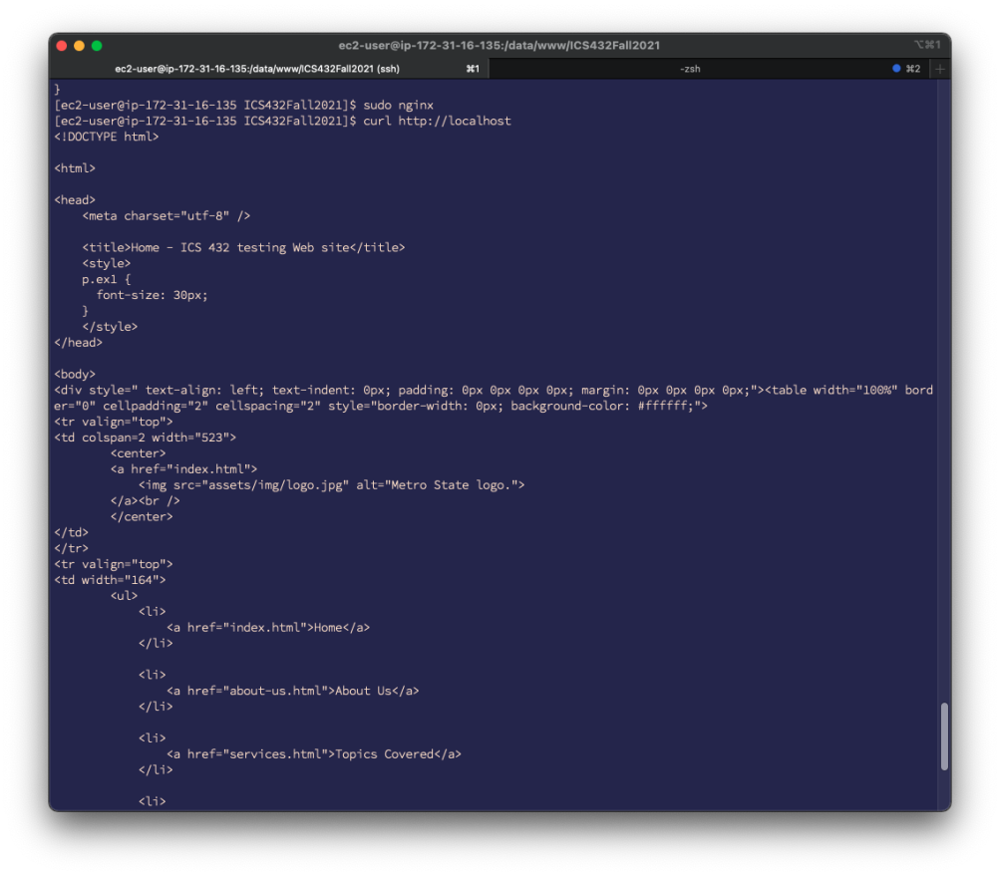 ec2-user@ip-172-31-16-135:/data/www/ICS432Fall2021
⌥⌘1
ec2-user@ip-172-31-16-135:/data/www/ICS432Fall2021 (ssh) ⌘1 -zsh ⌘2 +
}
[ec2-user@ip-172-31-16-135 ICS432Fall2021]$ sudo nginx
[ec2-user@ip-172-31-16-135 ICS432Fall2021]$ curl http://localhost
<!DOCTYPE html>
<html>
<head>
    <meta charset="utf-8" />
    <title>Home - ICS 432 testing Web site</title>
    <style>
    p.ex1 {
      font-size: 30px;
    }
    </style>
</head>
<body>
<div style=" text-align: left; text-indent: 0px; padding: 0px 0px 0px 0px; margin: 0px 0px 0px 0px;"><table width="100%" bord
er="0" cellpadding="2" cellspacing="2" style="border-width: 0px; background-color: #ffffff;">
<tr valign="top">
<td colspan=2 width="523">
        <center>
        <a href="index.html">
            <img src="assets/img/logo.jpg" alt="Metro State logo.">
        </a><br />
        </center>
</td>
</tr>
<tr valign="top">
<td width="164">
        <ul>
            <li>
                <a href="index.html">Home</a>
            </li>
            <li>
                <a href="about-us.html">About Us</a>
            </li>
            <li>
                <a href="services.html">Topics Covered</a>
            </li>
            <li>